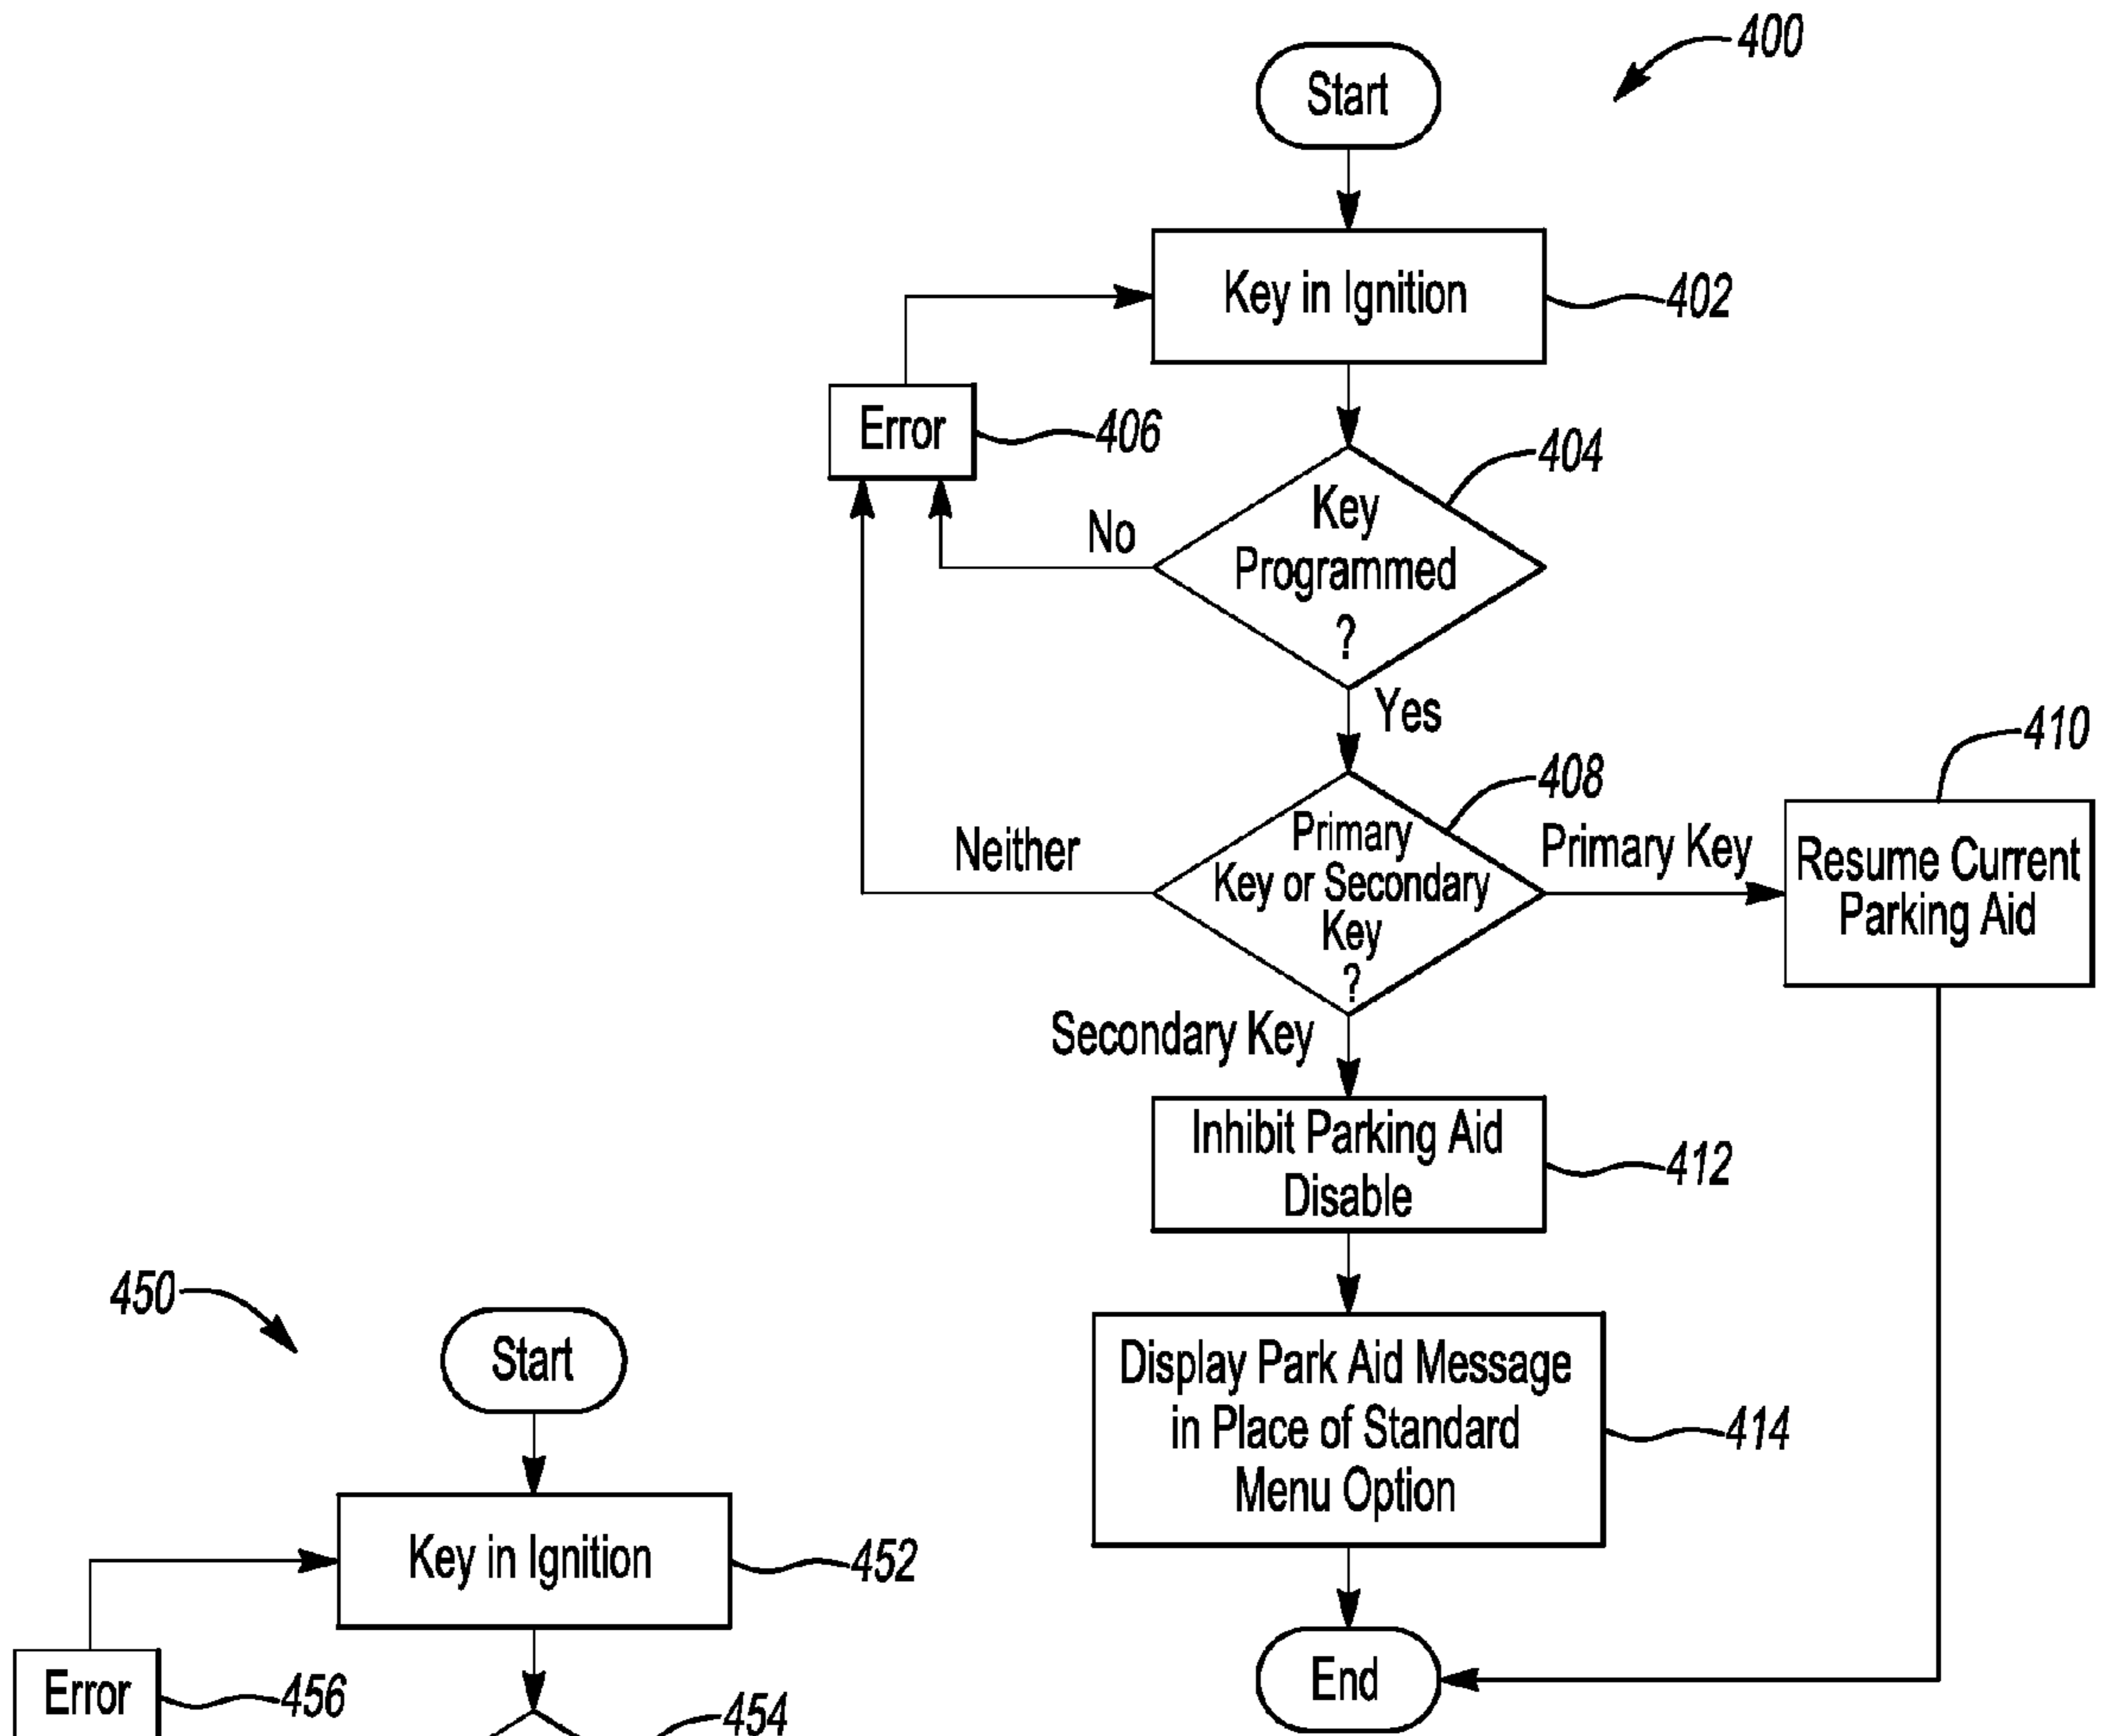 400
Start
Key in Ignition
402
Error
406
404
Key
Programmed
?
No
Yes
408
410
Primary
Key or Secondary
Key
?
Neither
Primary Key
Resume Current
Parking Aid
Secondary Key
Inhibit Parking Aid
Disable
412
Display Park Aid Message
in Place of Standard
Menu Option
414
End
450
Start
Key in Ignition
452
Error
456
454